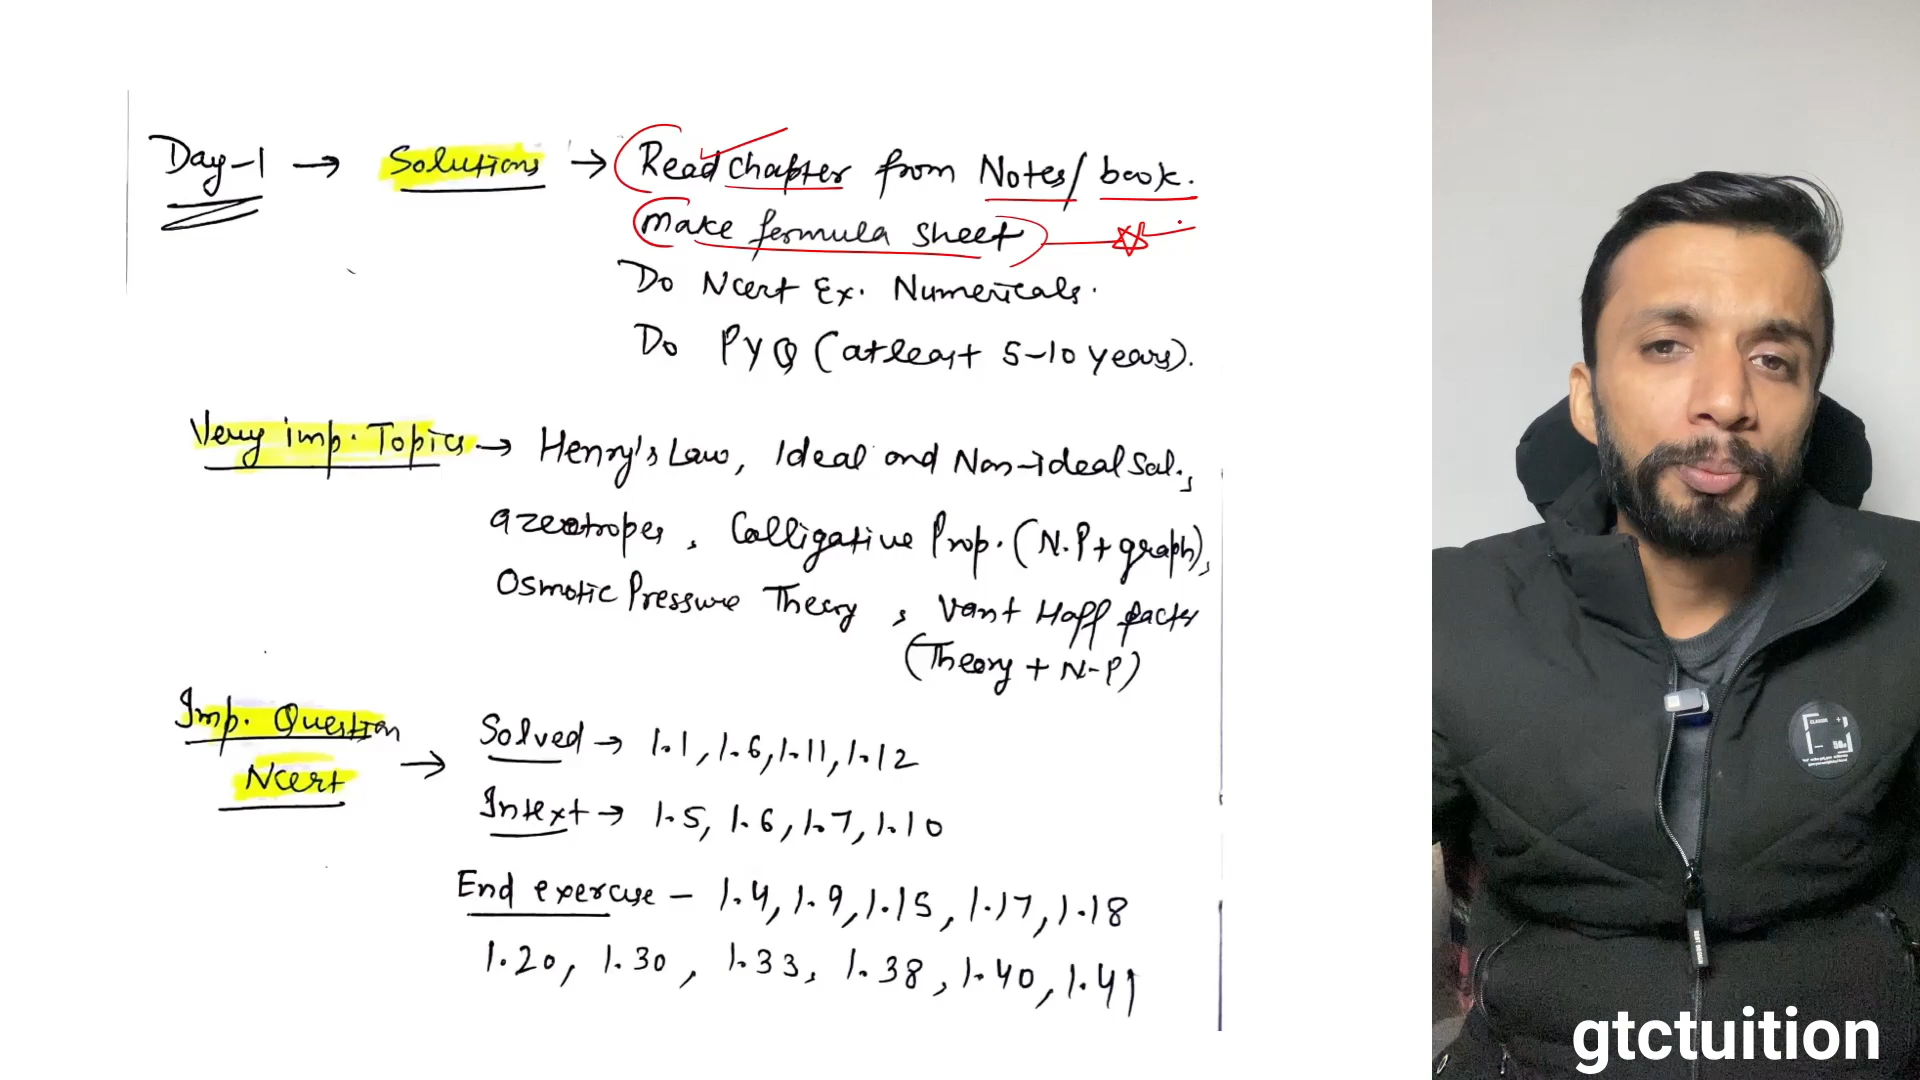 Day-1 → Solutions → Read chapter from Notes/book.
Make formula sheet
Do Ncert Ex. Numericals.
Do PYQ (atleast 5-10 years).
Very imp. Topics → Henry's Law, Ideal and Non-ideal Sol.,
azeotropes, Colligative Prop. (N.P + graph),
Osmotic Pressure Theory, Vant Hoff factor
(Theory + N-P)
Imp. Question
Ncert → Solved → 1.1, 1.6, 1.11, 1.12
Intext → 1.5, 1.6, 1.7, 1.10
End exercise - 1.4, 1.9, 1.15, 1.17, 1.18
1.20, 1.30, 1.33, 1.38, 1.40, 1.41
gtctuition